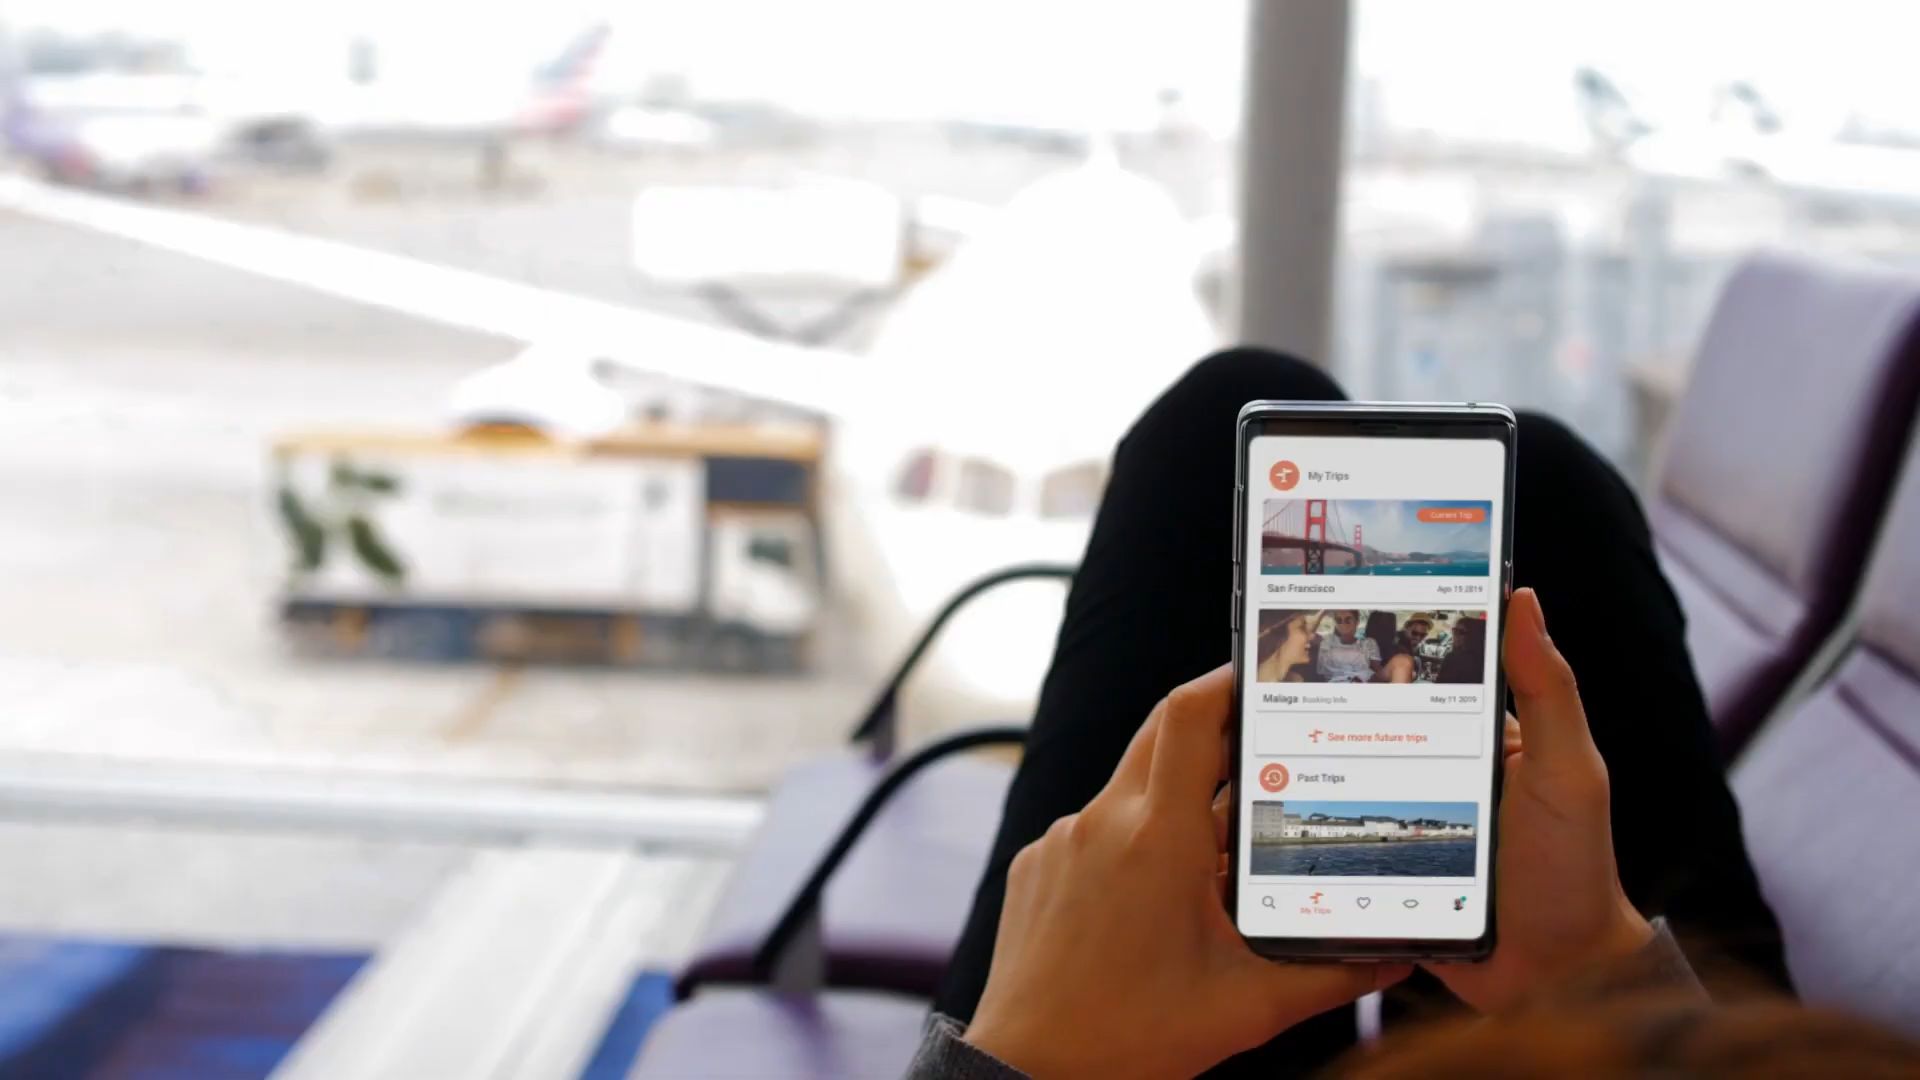 My Trips
Current Trip
San Francisco
Ago 15 2019
Malaga Booking Info
May 11 2019
See more future trips
Past Trips
My Trips